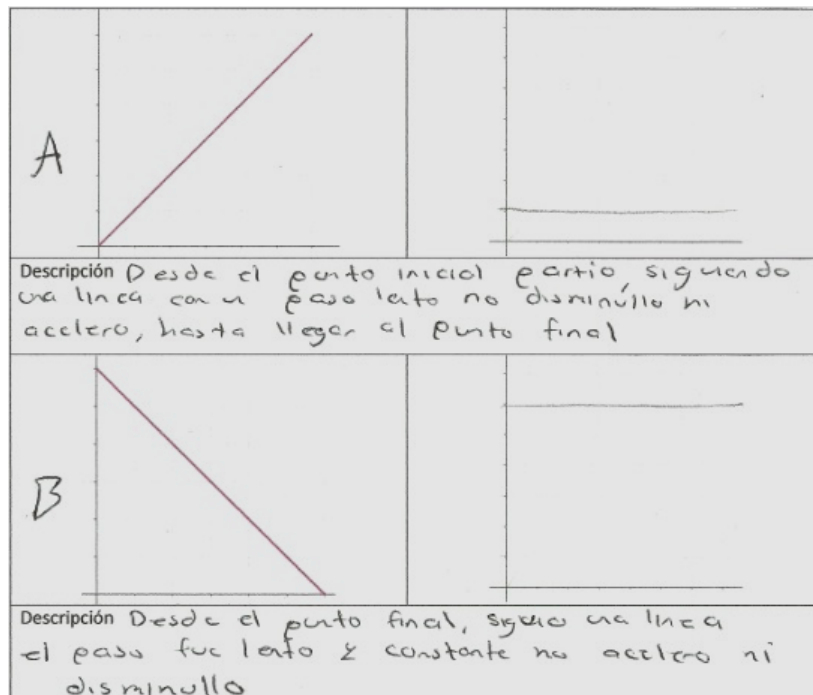 A
Descripción Desde el punto inicial partio, siguiendo
una linea con un paso lento no disminullo ni
acelero, hasta llegar al punto final
B
Descripción Desde el punto final, siguio una linea
el paso fue lento y constante no acelero ni
disminullo